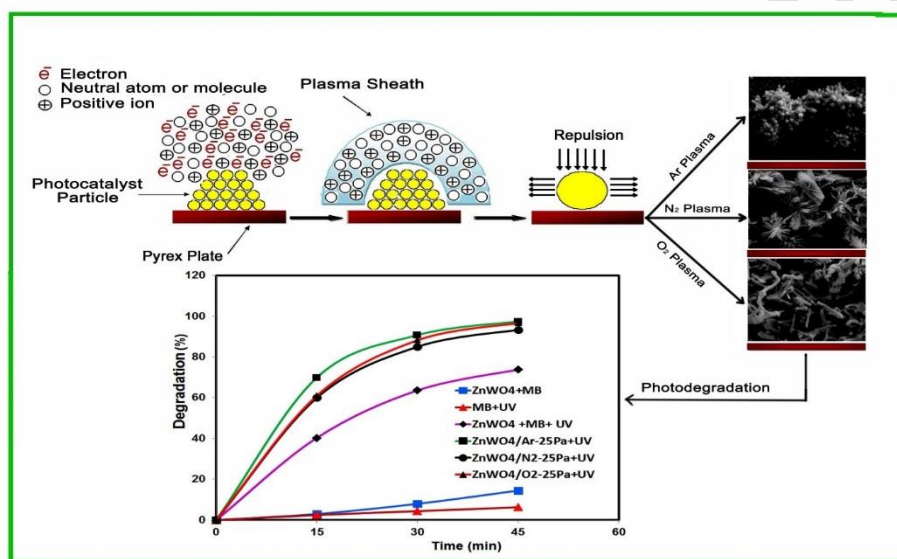 Electron
Neutral atom or molecule
Positive ion
Plasma Sheath
Repulsion
Photocatalyst
Particle
Pyrex Plate
Ar Plasma
N₂ Plasma
O₂ Plasma
Photodegradation
Degradation (%)
120
100
80
60
40
20
0
ZnWO4+MB
MB+UV
ZnWO4 +MB+ UV
ZnWO4/Ar-25Pa+UV
ZnWO4/N2-25Pa+UV
ZnWO4/O2-25Pa+UV
0 15 30 45 60
Time (min)